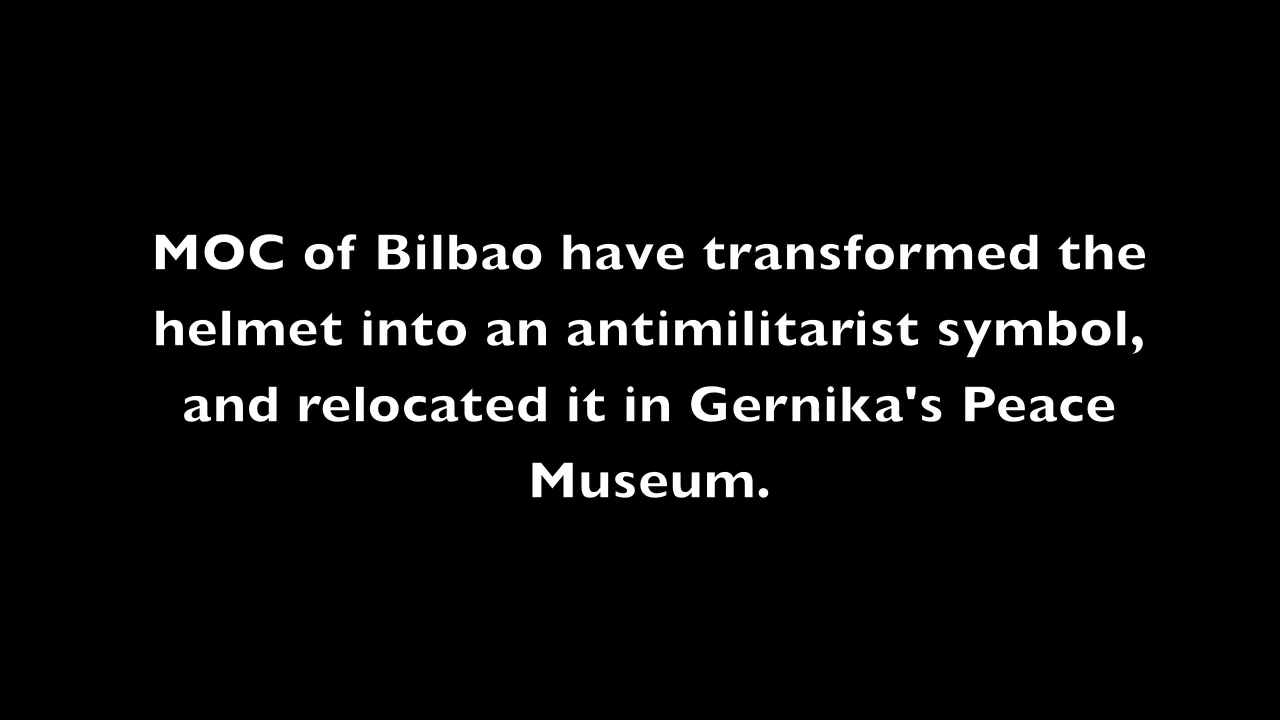 MOC of Bilbao have transformed the
helmet into an antimilitarist symbol,
and relocated it in Gernika's Peace
Museum.